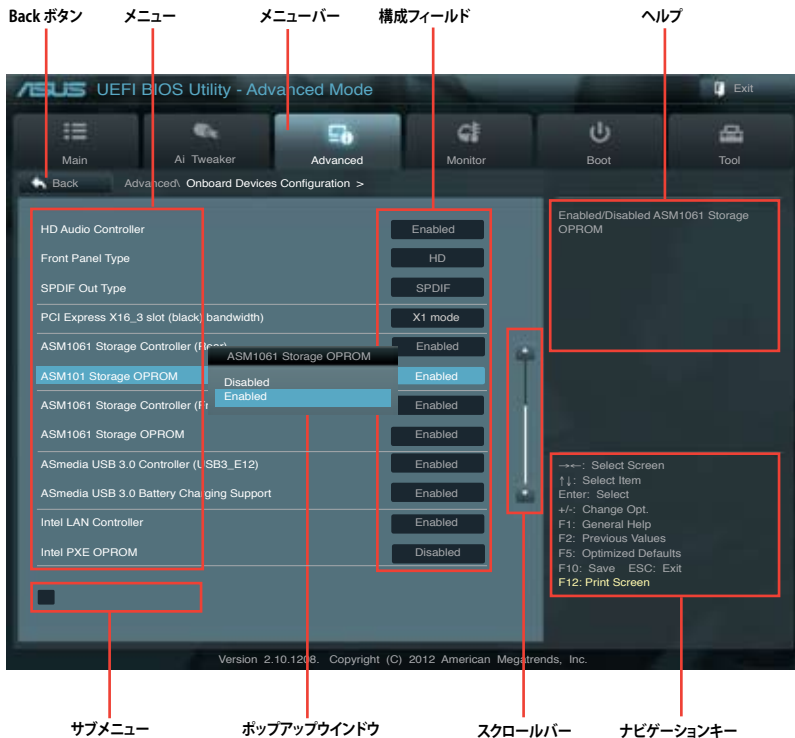 Back ボタン メニュー メニューバー 構成フィールド ヘルプ
ASUS UEFI BIOS Utility - Advanced Mode Exit
Main Ai Tweaker Advanced Monitor Boot Tool
Back Advanced\ Onboard Devices Configuration >
HD Audio Controller Enabled
Front Panel Type HD
SPDIF Out Type SPDIF
PCI Express X16_3 slot (black) bandwidth) X1 mode
ASM1061 Storage Controller (Rear) Enabled
ASM101 Storage OPROM Enabled
ASM1061 Storage Controller (Fr Enabled
ASM1061 Storage OPROM Enabled
ASmedia USB 3.0 Controller (USB3_E12) Enabled
ASmedia USB 3.0 Battery Charging Support Enabled
Intel LAN Controller Enabled
Intel PXE OPROM Disabled
ASM1061 Storage OPROM
Disabled
Enabled
Enabled/Disabled ASM1061 Storage
OPROM
→←: Select Screen
↑↓: Select Item
Enter: Select
+/-: Change Opt.
F1: General Help
F2: Previous Values
F5: Optimized Defaults
F10: Save ESC: Exit
F12: Print Screen
Version 2.10.1208. Copyright (C) 2012 American Megatrends, Inc.
サブメニュー ポップアップウインドウ スクロールバー ナビゲーションキー